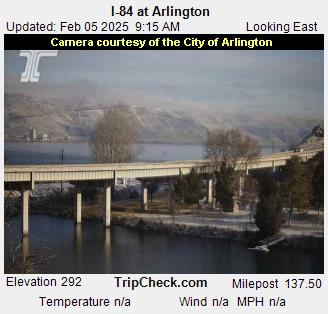 I-84 at Arlington
Updated: Feb 05 2025 9:15 AM Looking East
Camera courtesy of the City of Arlington
Elevation 292 TripCheck.com Milepost 137.50
Temperature n/a Wind n/a MPH n/a